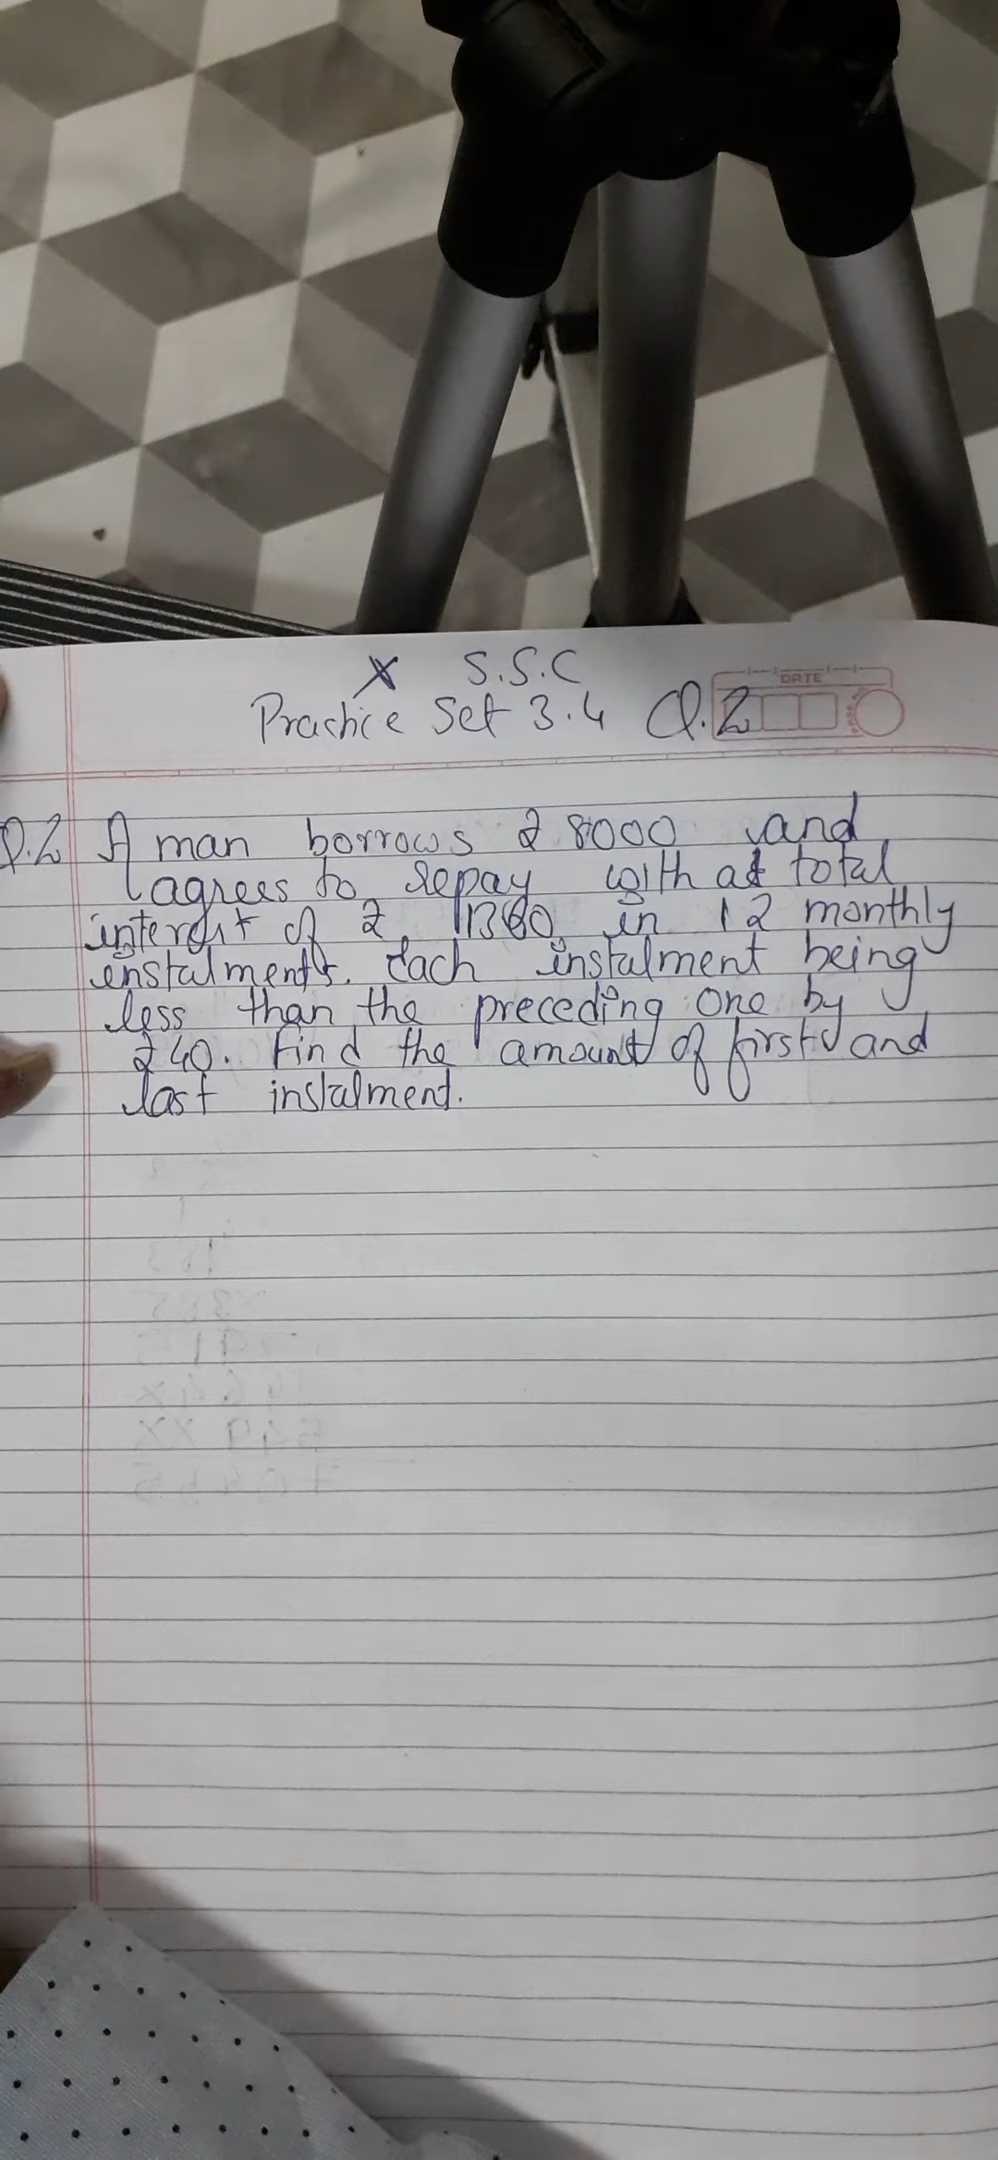 X S.S.C
DATE
Practice Set 3.4 Q.2
Q.2 A man borrows ₹ 8000 and
agrees to repay with at total
interest of ₹ 1360 in 12 monthly
instalments. Each instalment being
less than the preceding one by
₹ 40. Find the amount of first and
last instalment.